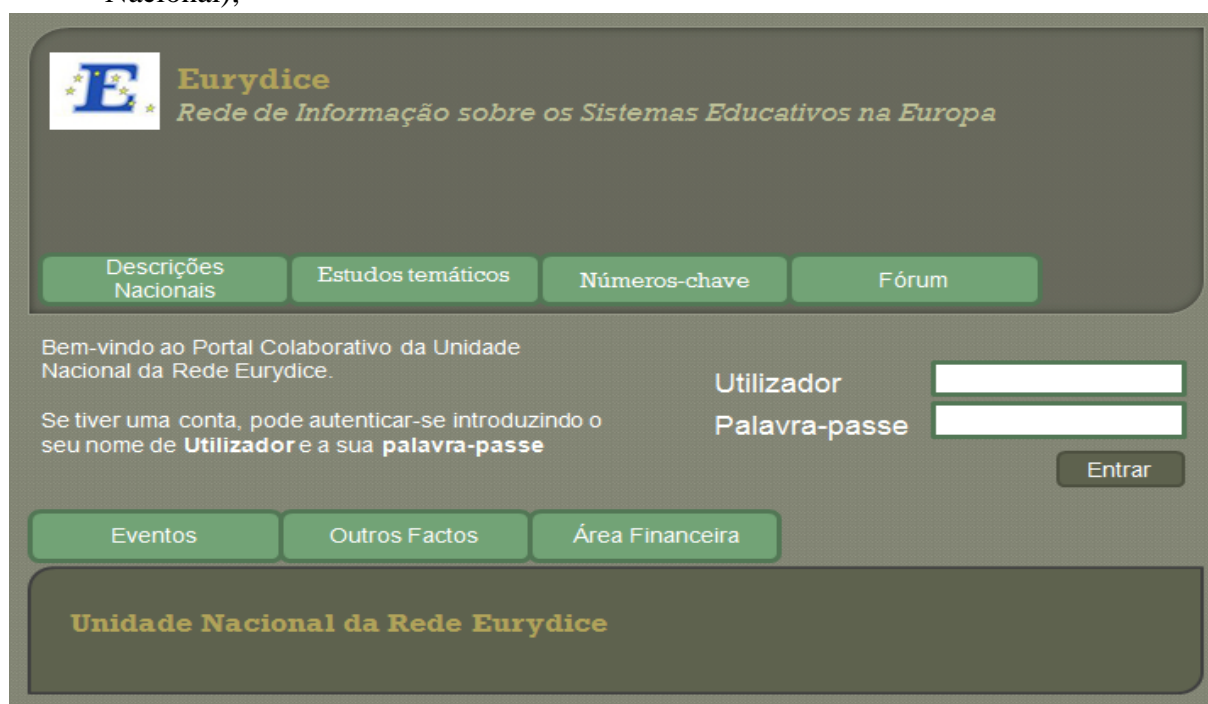 Nacional);
E
Eurydice
Rede de Informação sobre os Sistemas Educativos na Europa
Descrições
Nacionais
Estudos temáticos
Números-chave
Fórum
Bem-vindo ao Portal Colaborativo da Unidade
Nacional da Rede Eurydice.
Se tiver uma conta, pode autenticar-se introduzindo o
seu nome de Utilizador e a sua palavra-passe
Utilizador
Palavra-passe
Entrar
Eventos
Outros Factos
Área Financeira
Unidade Nacional da Rede Eurydice